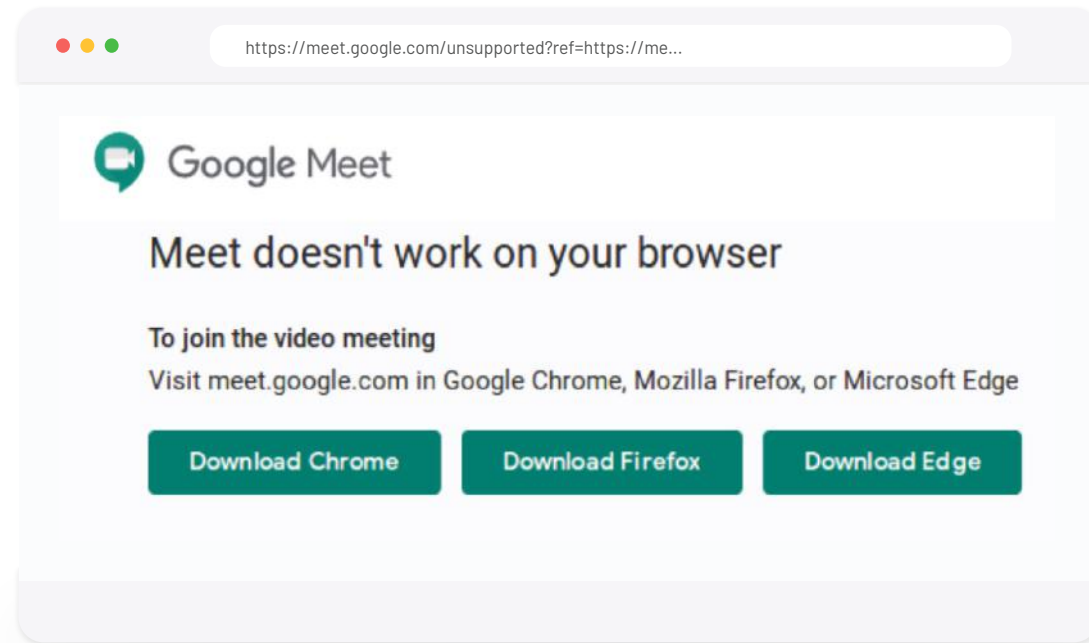 https://meet.google.com/unsupported?ref=https://me...
Google Meet
Meet doesn't work on your browser
To join the video meeting
Visit meet.google.com in Google Chrome, Mozilla Firefox, or Microsoft Edge
Download Chrome Download Firefox Download Edge